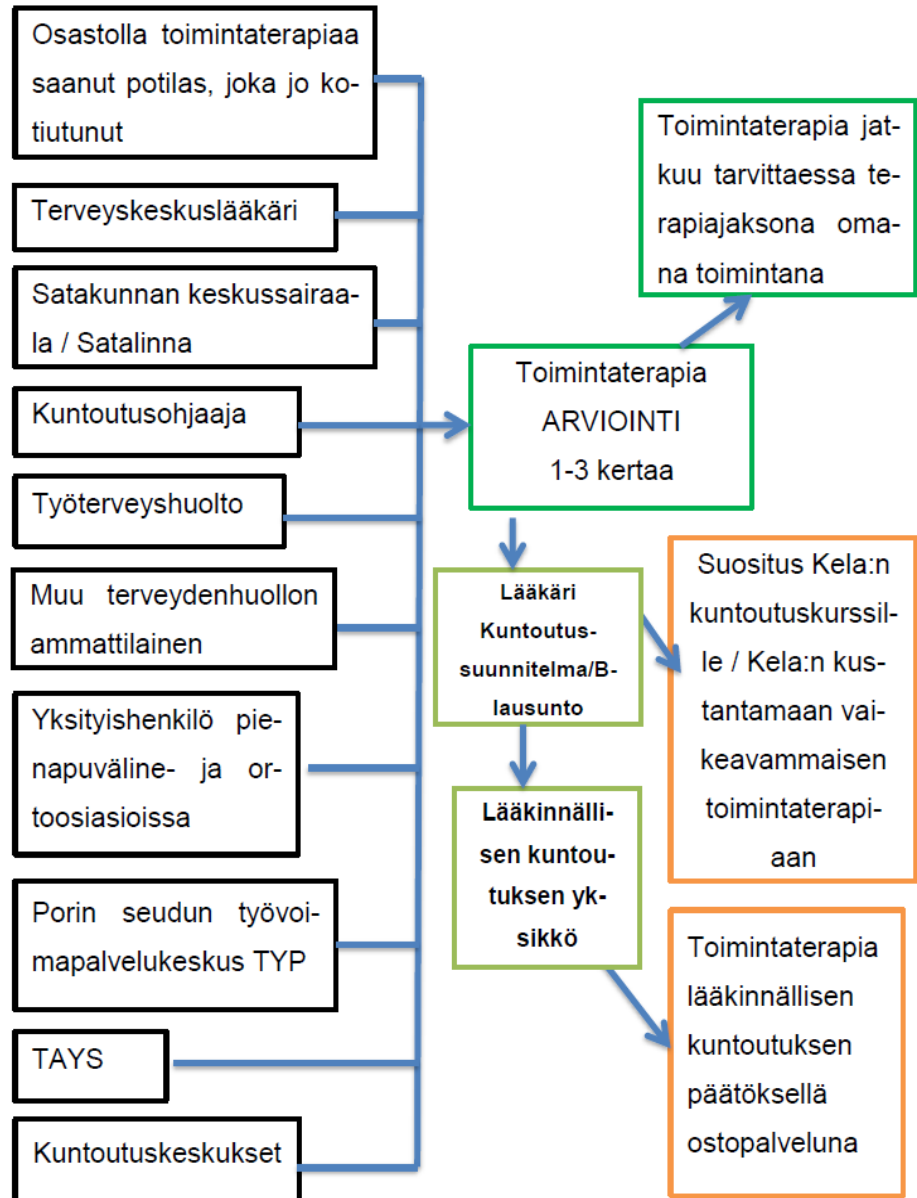 Osastolla toimintaterapiaa
saanut potilas, joka jo ko-
tiutunut
Terveyskeskuslääkäri
Satakunnan keskussairaa-
la / Satalinna
Kuntoutusohjaaja
Työterveyshuolto
Muu terveydenhuollon
ammattilainen
Yksityishenkilö pie-
napuväline- ja or-
toosiasioissa
Porin seudun työvoi-
mapalvelukeskus TYP
TAYS
Kuntoutuskeskukset
Toimintaterapia
ARVIOINTI
1-3 kertaa
Toimintaterapia jat-
kuu tarvittaessa te-
rapiajaksona oma-
na toimintana
Lääkäri
Kuntoutus-
suunnitelma/B-
lausunto
Suositus Kela:n
kuntoutuskurssil-
le / Kela:n kus-
tantamaan vai-
keavammaisen
toimintaterapi-
aan
Lääkinnälli-
sen kuntou-
tuksen yk-
sikkö
Toimintaterapia
lääkinnällisen
kuntoutuksen
päätöksellä
ostopalveluna